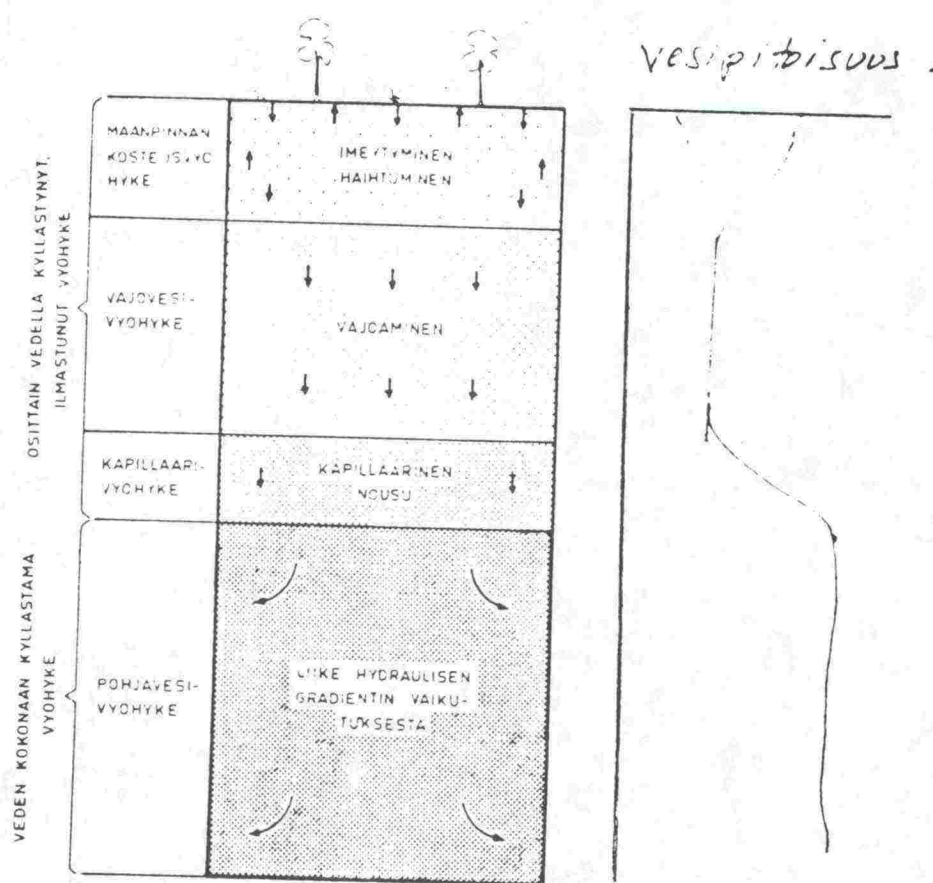 vesipitoisuus
MAANPINNAN
KOSTEUSVYÖ
HYKE
IMEYTYMINEN
HAIHTUMINEN
OSITTAIN VEDELLÄ KYLLÄSTYNYT,
ILMASTUNUT VYÖHYKE
VAJOVESI-
VYÖHYKE
VAJOAMINEN
KAPILLAARI-
VYÖHYKE
KAPILLAARINEN
NOUSU
VEDEN KOKONAAN KYLLÄSTÄMÄ
VYÖHYKE
POHJAVESI-
VYÖHYKE
LIIKE HYDRAULISEN
GRADIENTIN VAIKU-
TUKSESTA